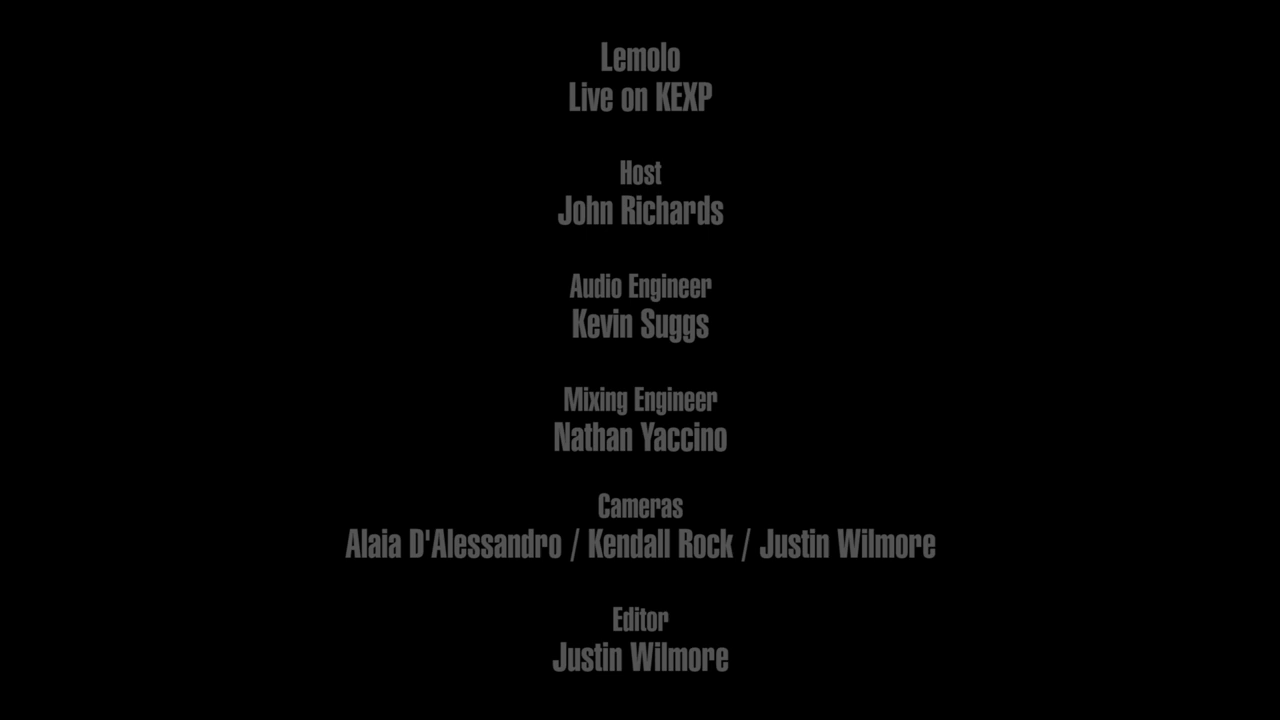 Lemolo
Live on KEXP
Host
John Richards
Audio Engineer
Kevin Suggs
Mixing Engineer
Nathan Yaccino
Cameras
Alaia D'Alessandro / Kendall Rock / Justin Wilmore
Editor
Justin Wilmore